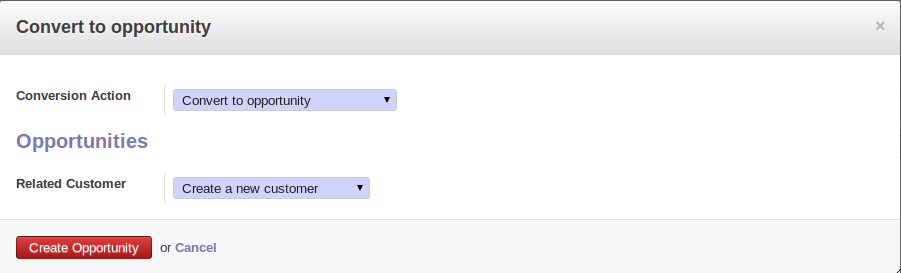 Convert to opportunity
×
Conversion Action Convert to opportunity
Opportunities
Related Customer Create a new customer
Create Opportunity or Cancel